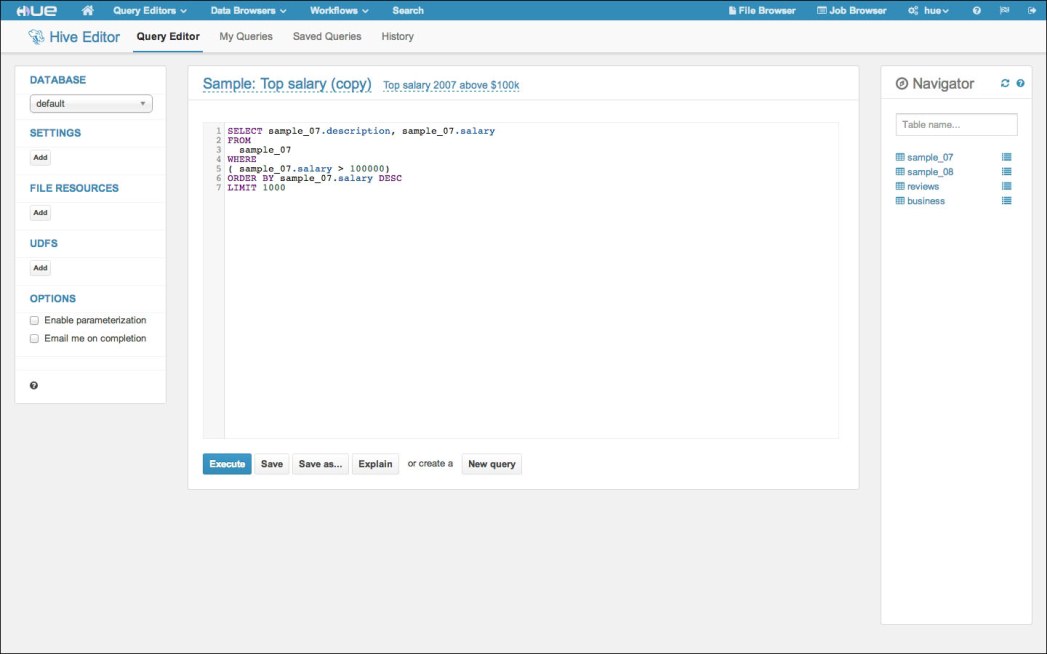 HUE Query Editors Data Browsers Workflows Search File Browser Job Browser hue
Hive Editor Query Editor My Queries Saved Queries History
DATABASE
default
SETTINGS
Add
FILE RESOURCES
Add
UDFS
Add
OPTIONS
Enable parameterization
Email me on completion
Sample: Top salary (copy) Top salary 2007 above $100k
1 SELECT sample_07.description, sample_07.salary
2 FROM
3 sample_07
4 WHERE
5 ( sample_07.salary > 100000)
6 ORDER BY sample_07.salary DESC
7 LIMIT 1000
Execute Save Save as... Explain or create a New query
Navigator
Table name...
sample_07
sample_08
reviews
business